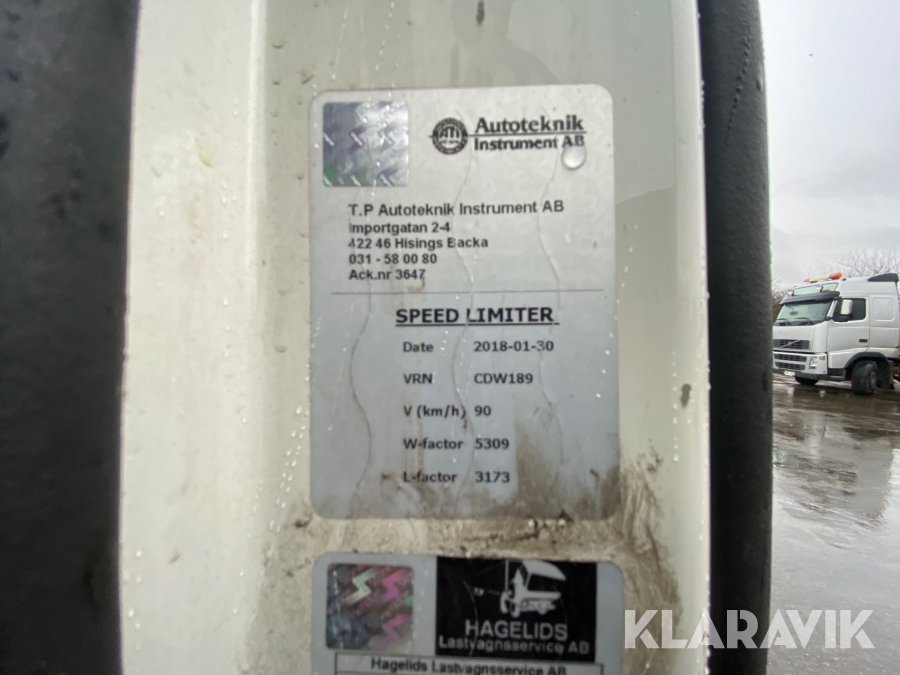 Autoteknik
Instrument AB
T.P Autoteknik Instrument AB
Importgatan 2-4
422 46 Hisings Backa
031 - 58 00 80
Ack.nr 3647
SPEED LIMITER
Date 2018-01-30
VRN CDW189
V (km/h) 90
W-factor 5309
L-factor 3173
HAGELIDS
Lastvagnsservice AB
Hagelids Lastvagnsservice AB
KLARAVIK